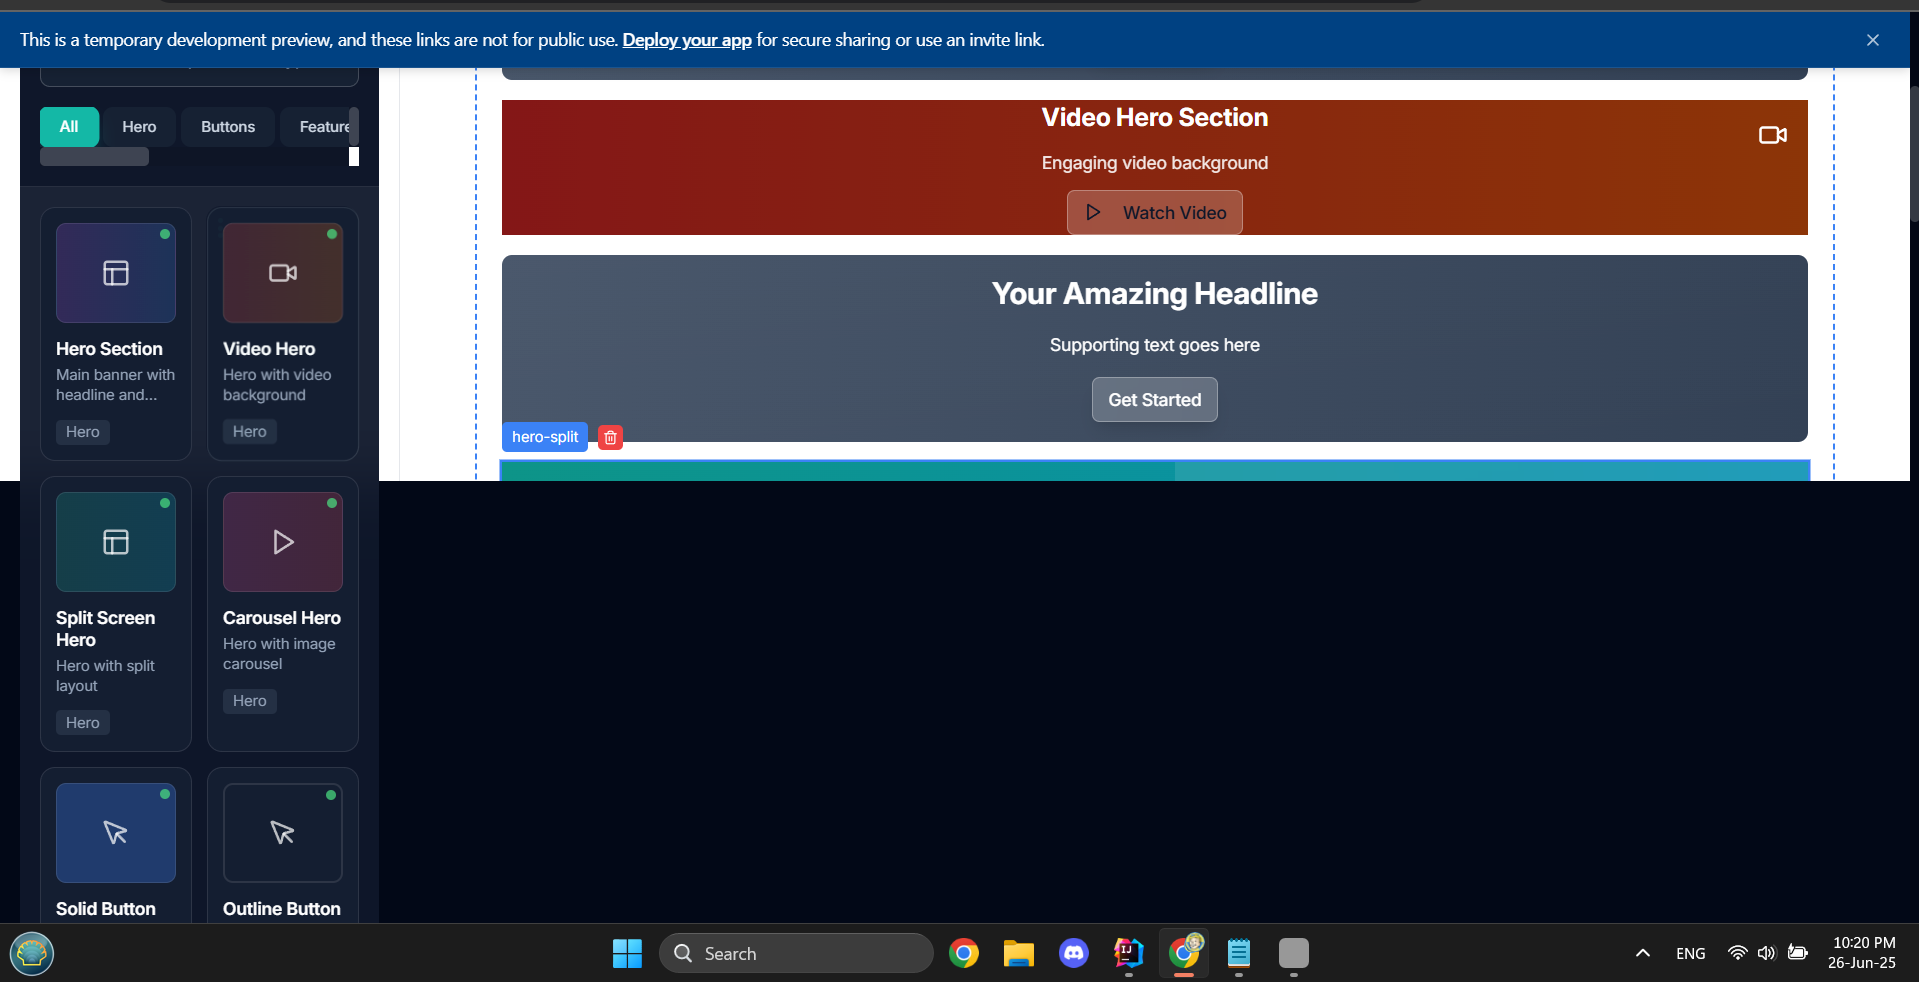 This is a temporary development preview, and these links are not for public use. Deploy your app for secure sharing or use an invite link.
All
Hero
Buttons
Feature
Hero Section
Main banner with
headline and...
Hero
Video Hero
Hero with video
background
Hero
Split Screen
Hero
Hero with split
layout
Hero
Carousel Hero
Hero with image
carousel
Hero
Solid Button
Outline Button
Video Hero Section
Engaging video background
Watch Video
Your Amazing Headline
Supporting text goes here
Get Started
hero-split
Search
ENG
10:20 PM
26-Jun-25